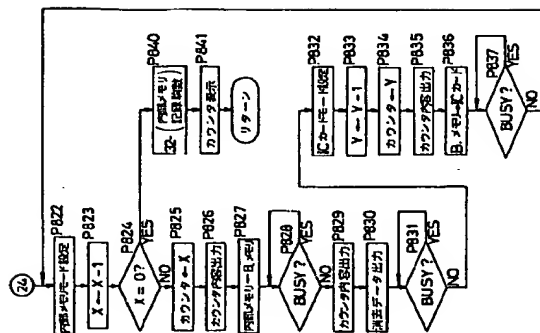 24
P822
内部メモリモード設定
P823
X←X-1
P824
X=0?
YES
NO
P825
カウンタ←X
P826
カウンタ内容出力
P827
内部メモリ→B.メモリ
P828
BUSY?
YES
NO
P829
カウンタ内容出力
P830
消去データ出力
P831
BUSY?
YES
NO
P840
32-(内部メモリ
記録駒数)
P841
カウンタ表示
リターン
P832
ICカードモード設定
P833
Y←Y-1
P834
カウンタ←Y
P835
カウンタ内容出力
P836
B.メモリ→ICカード
P837
BUSY?
YES
NO